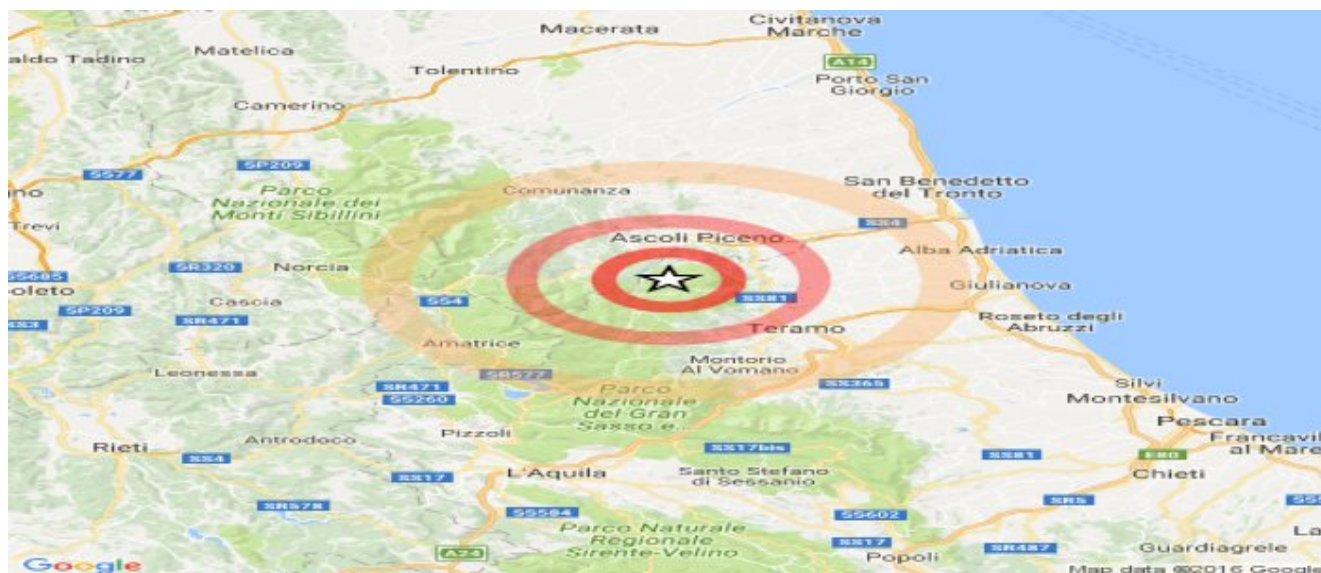 Macerata
Civitanova
Marche
Matelica
aldo Tadino
Tolentino
A14
Porto San
Giorgio
Camerino
SP209
SS77
no
Parco
Nazionale dei
Monti Sibillini
Comunanza
San Benedetto
del Tronto
Trevi
SS4
Ascoli Piceno
Alba Adriatica
SS685
SR320
Norcia
oleto
Giulianova
SP209
Cascia
SS4
SS81
SS3
SR471
Roseto degli
Abruzzi
Teramo
Amatrice
Montorio
Al Vomano
Leonessa
SR577
SR471
SS260
SS365
Silvi
Montesilvano
Parco
Nazionale
del Gran
Sasso e...
Pescara
Rieti
Antrodoco
Pizzoli
SS17bis
SS81
E80
Francavil
al Mare
SS4
SS17
L'Aquila
Santo Stefano
di Sessanio
Chieti
SR578
SS584
SS602
SR5
SS5
Parco Naturale
Regionale
Sirente-Velino
A24
SS17
Popoli
SR487
La
Guardiagrele
Google
Map data ©2016 Google